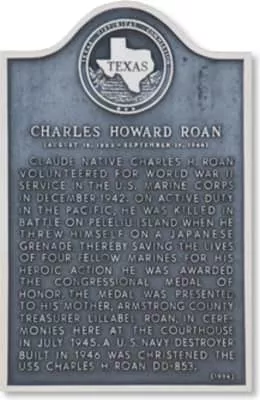 TEXAS HISTORICAL COMMISSION
TEXAS
CHARLES HOWARD ROAN
(AUGUST 16, 1923 - SEPTEMBER 18, 1944)
CLAUDE NATIVE CHARLES H. ROAN
VOLUNTEERED FOR WORLD WAR II
SERVICE IN THE U.S. MARINE CORPS
IN DECEMBER 1942. ON ACTIVE DUTY
IN THE PACIFIC, HE WAS KILLED IN
BATTLE ON PELELIU ISLAND WHEN HE
THREW HIMSELF ON A JAPANESE
GRENADE THEREBY SAVING THE LIVES
OF FOUR FELLOW MARINES. FOR HIS
HEROIC ACTION HE WAS AWARDED
THE CONGRESSIONAL MEDAL OF
HONOR. THE MEDAL WAS PRESENTED
TO HIS MOTHER, ARMSTRONG COUNTY
TREASURER LILLABEL ROAN, IN CERE-
MONIES HERE AT THE COURTHOUSE
IN JULY 1945. A U.S. NAVY DESTROYER
BUILT IN 1946 WAS CHRISTENED THE
USS CHARLES H. ROAN DD-853.
(1994)